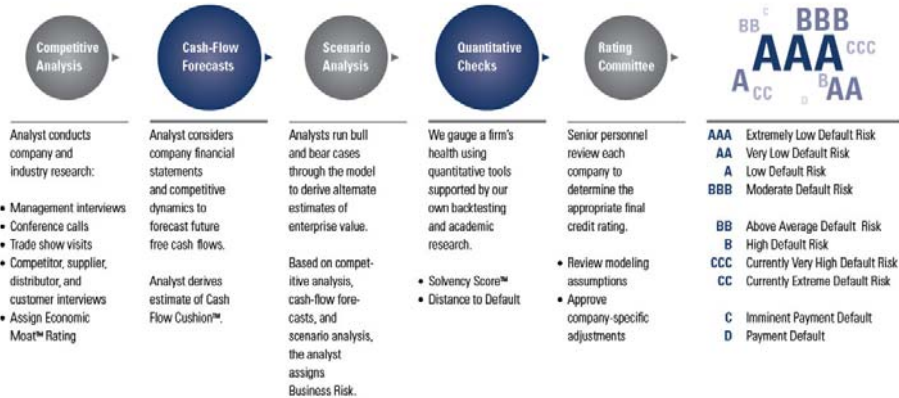 Competitive
Analysis
Cash-Flow
Forecasts
Scenario
Analysis
Quantitative
Checks
Rating
Committee
C
BB
BBB
AAA
CCC
A
CC
B
AA
D
Analyst conducts
company and
industry research:
• Management interviews
• Conference calls
• Trade show visits
• Competitor, supplier,
distributor, and
customer interviews
• Assign Economic
Moat™ Rating
Analyst considers
company financial
statements
and competitive
dynamics to
forecast future
free cash flows.
Analyst derives
estimate of Cash
Flow Cushion™.
Analysts run bull
and bear cases
through the model
to derive alternate
estimates of
enterprise value.
Based on compet-
itive analysis,
cash-flow fore-
casts, and
scenario analysis,
the analyst
assigns
Business Risk.
We gauge a firm's
health using
quantitative tools
supported by our
own backtesting
and academic
research.
• Solvency Score™
• Distance to Default
Senior personnel
review each
company to
determine the
appropriate final
credit rating.
• Review modeling
assumptions
• Approve
company-specific
adjustments
AAA Extremely Low Default Risk
AA Very Low Default Risk
A Low Default Risk
BBB Moderate Default Risk
BB Above Average Default Risk
B High Default Risk
CCC Currently Very High Default Risk
CC Currently Extreme Default Risk
C Imminent Payment Default
D Payment Default